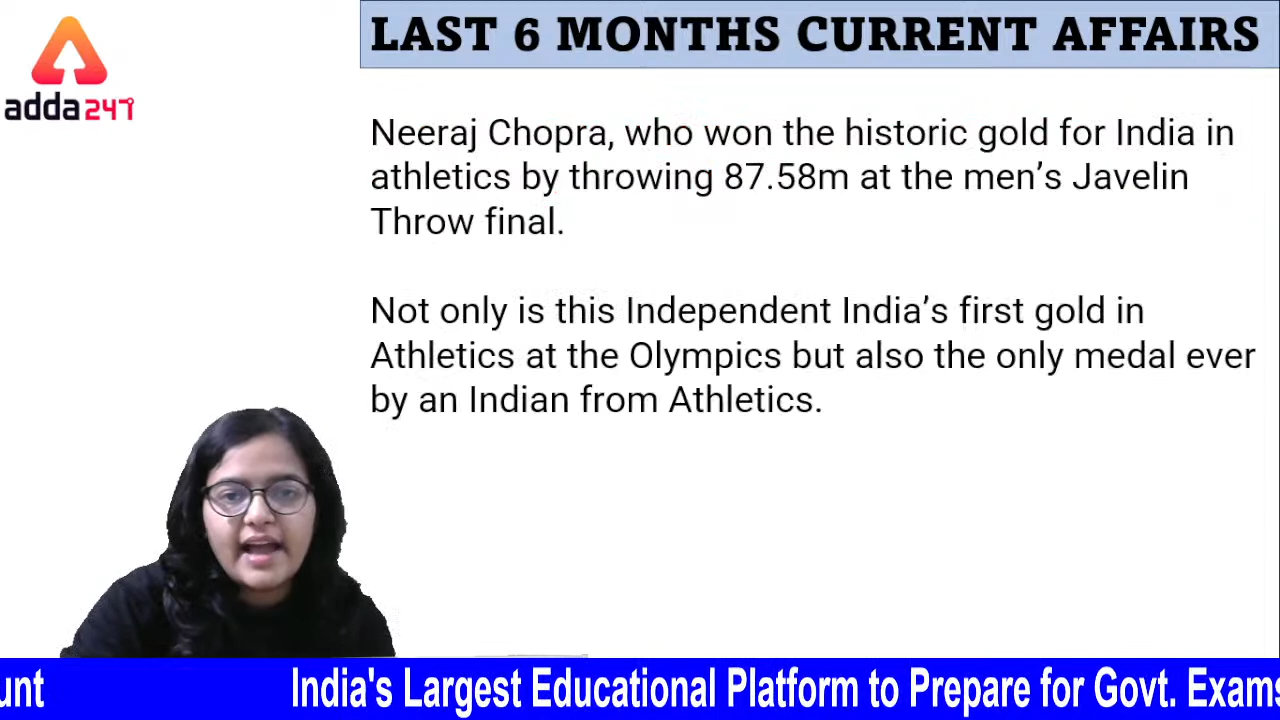 LAST 6 MONTHS CURRENT AFFAIRS
adda247
Neeraj Chopra, who won the historic gold for India in
athletics by throwing 87.58m at the men’s Javelin
Throw final.
Not only is this Independent India’s first gold in
Athletics at the Olympics but also the only medal ever
by an Indian from Athletics.
unt India's Largest Educational Platform to Prepare for Govt. Exams